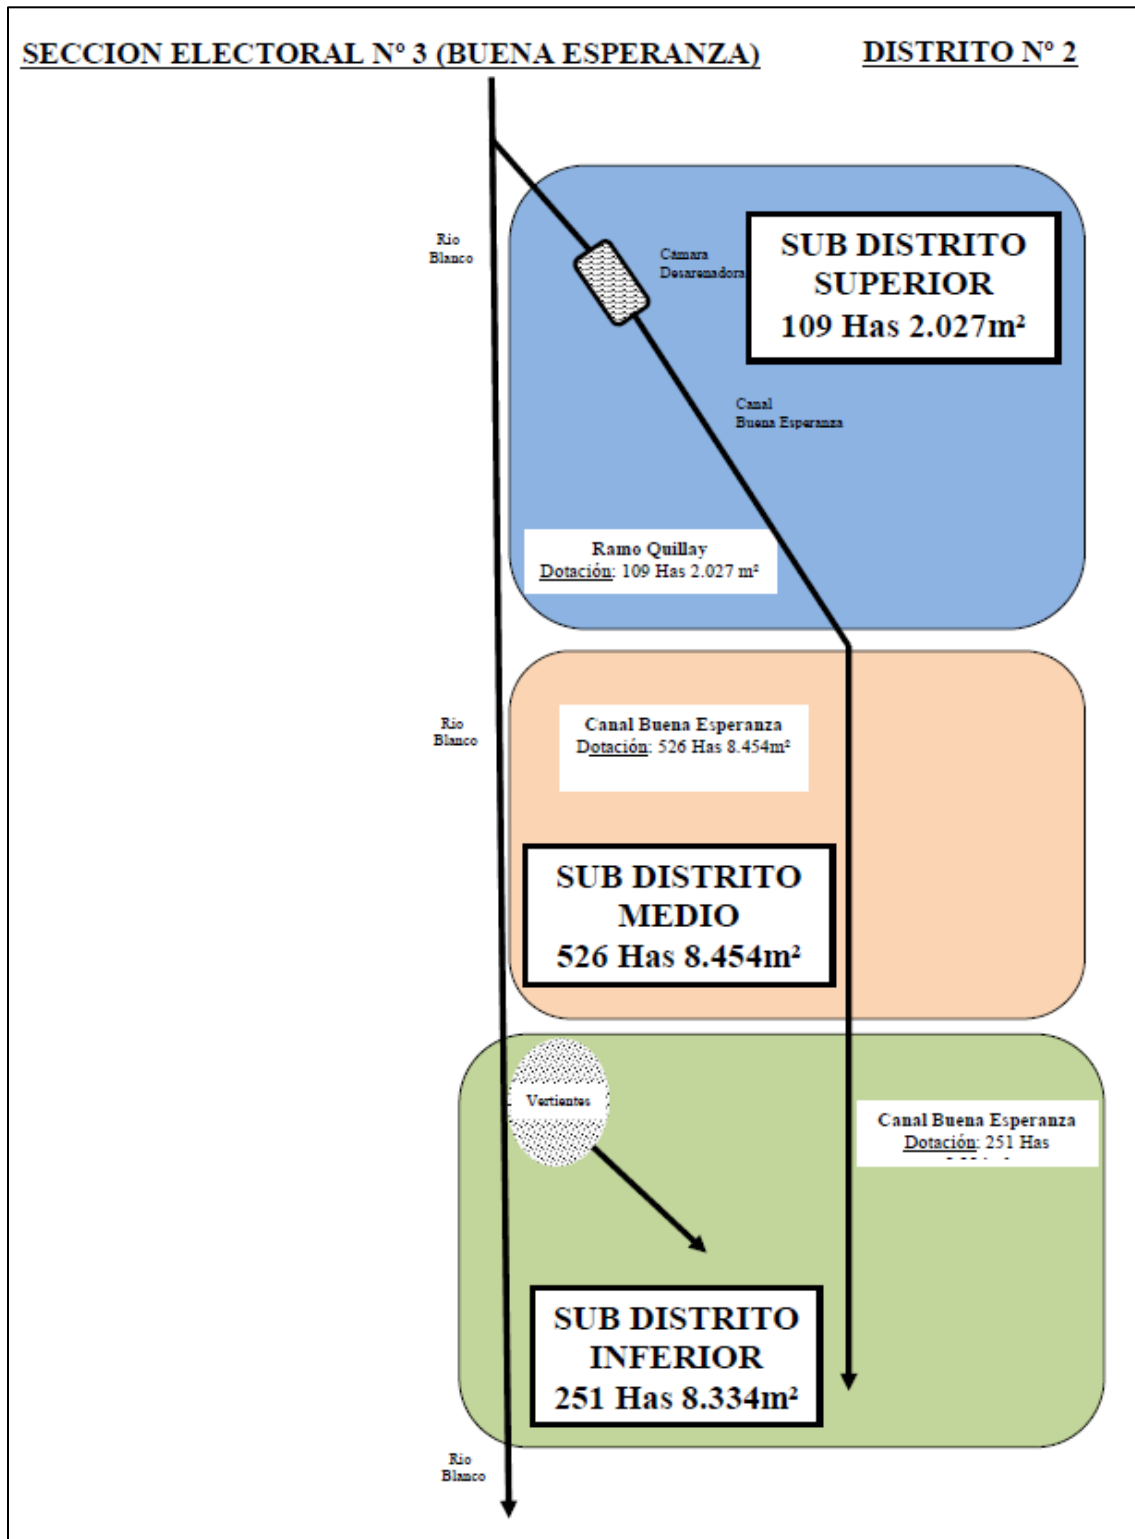 SECCION ELECTORAL Nº 3 (BUENA ESPERANZA)
DISTRITO Nº 2
Rio
Blanco
Cámara
Desarenadora
SUB DISTRITO
SUPERIOR
109 Has 2.027m²
Canal
Buena Esperanza
Ramo Quillay
Dotación: 109 Has 2.027 m²
Rio
Blanco
Canal Buena Esperanza
Dotación: 526 Has 8.454m²
SUB DISTRITO
MEDIO
526 Has 8.454m²
Vertientes
Canal Buena Esperanza
Dotación: 251 Has
SUB DISTRITO
INFERIOR
251 Has 8.334m²
Rio
Blanco